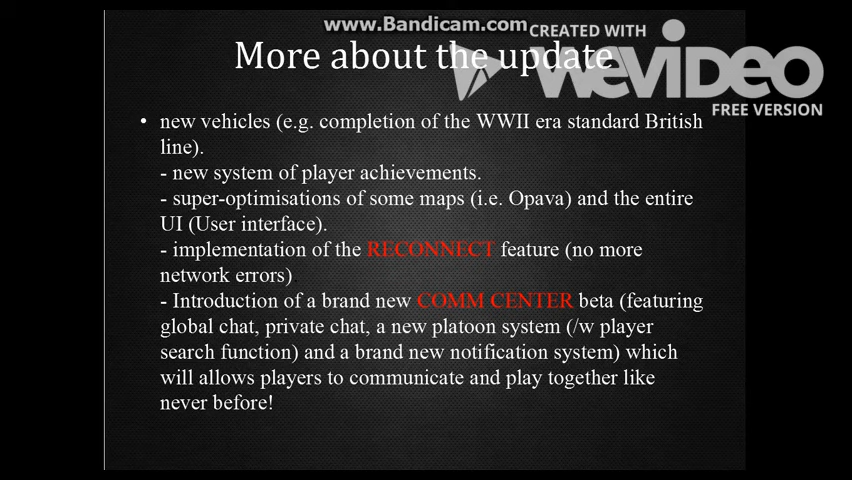 www.Bandicam.com
CREATED WITH
WeVideo
FREE VERSION
More about the update
• new vehicles (e.g. completion of the WWII era standard British
line).
- new system of player achievements.
- super-optimisations of some maps (i.e. Opava) and the entire
UI (User interface).
- implementation of the RECONNECT feature (no more
network errors)
- Introduction of a brand new COMM CENTER beta (featuring
global chat, private chat, a new platoon system (/w player
search function) and a brand new notification system) which
will allows players to communicate and play together like
never before!